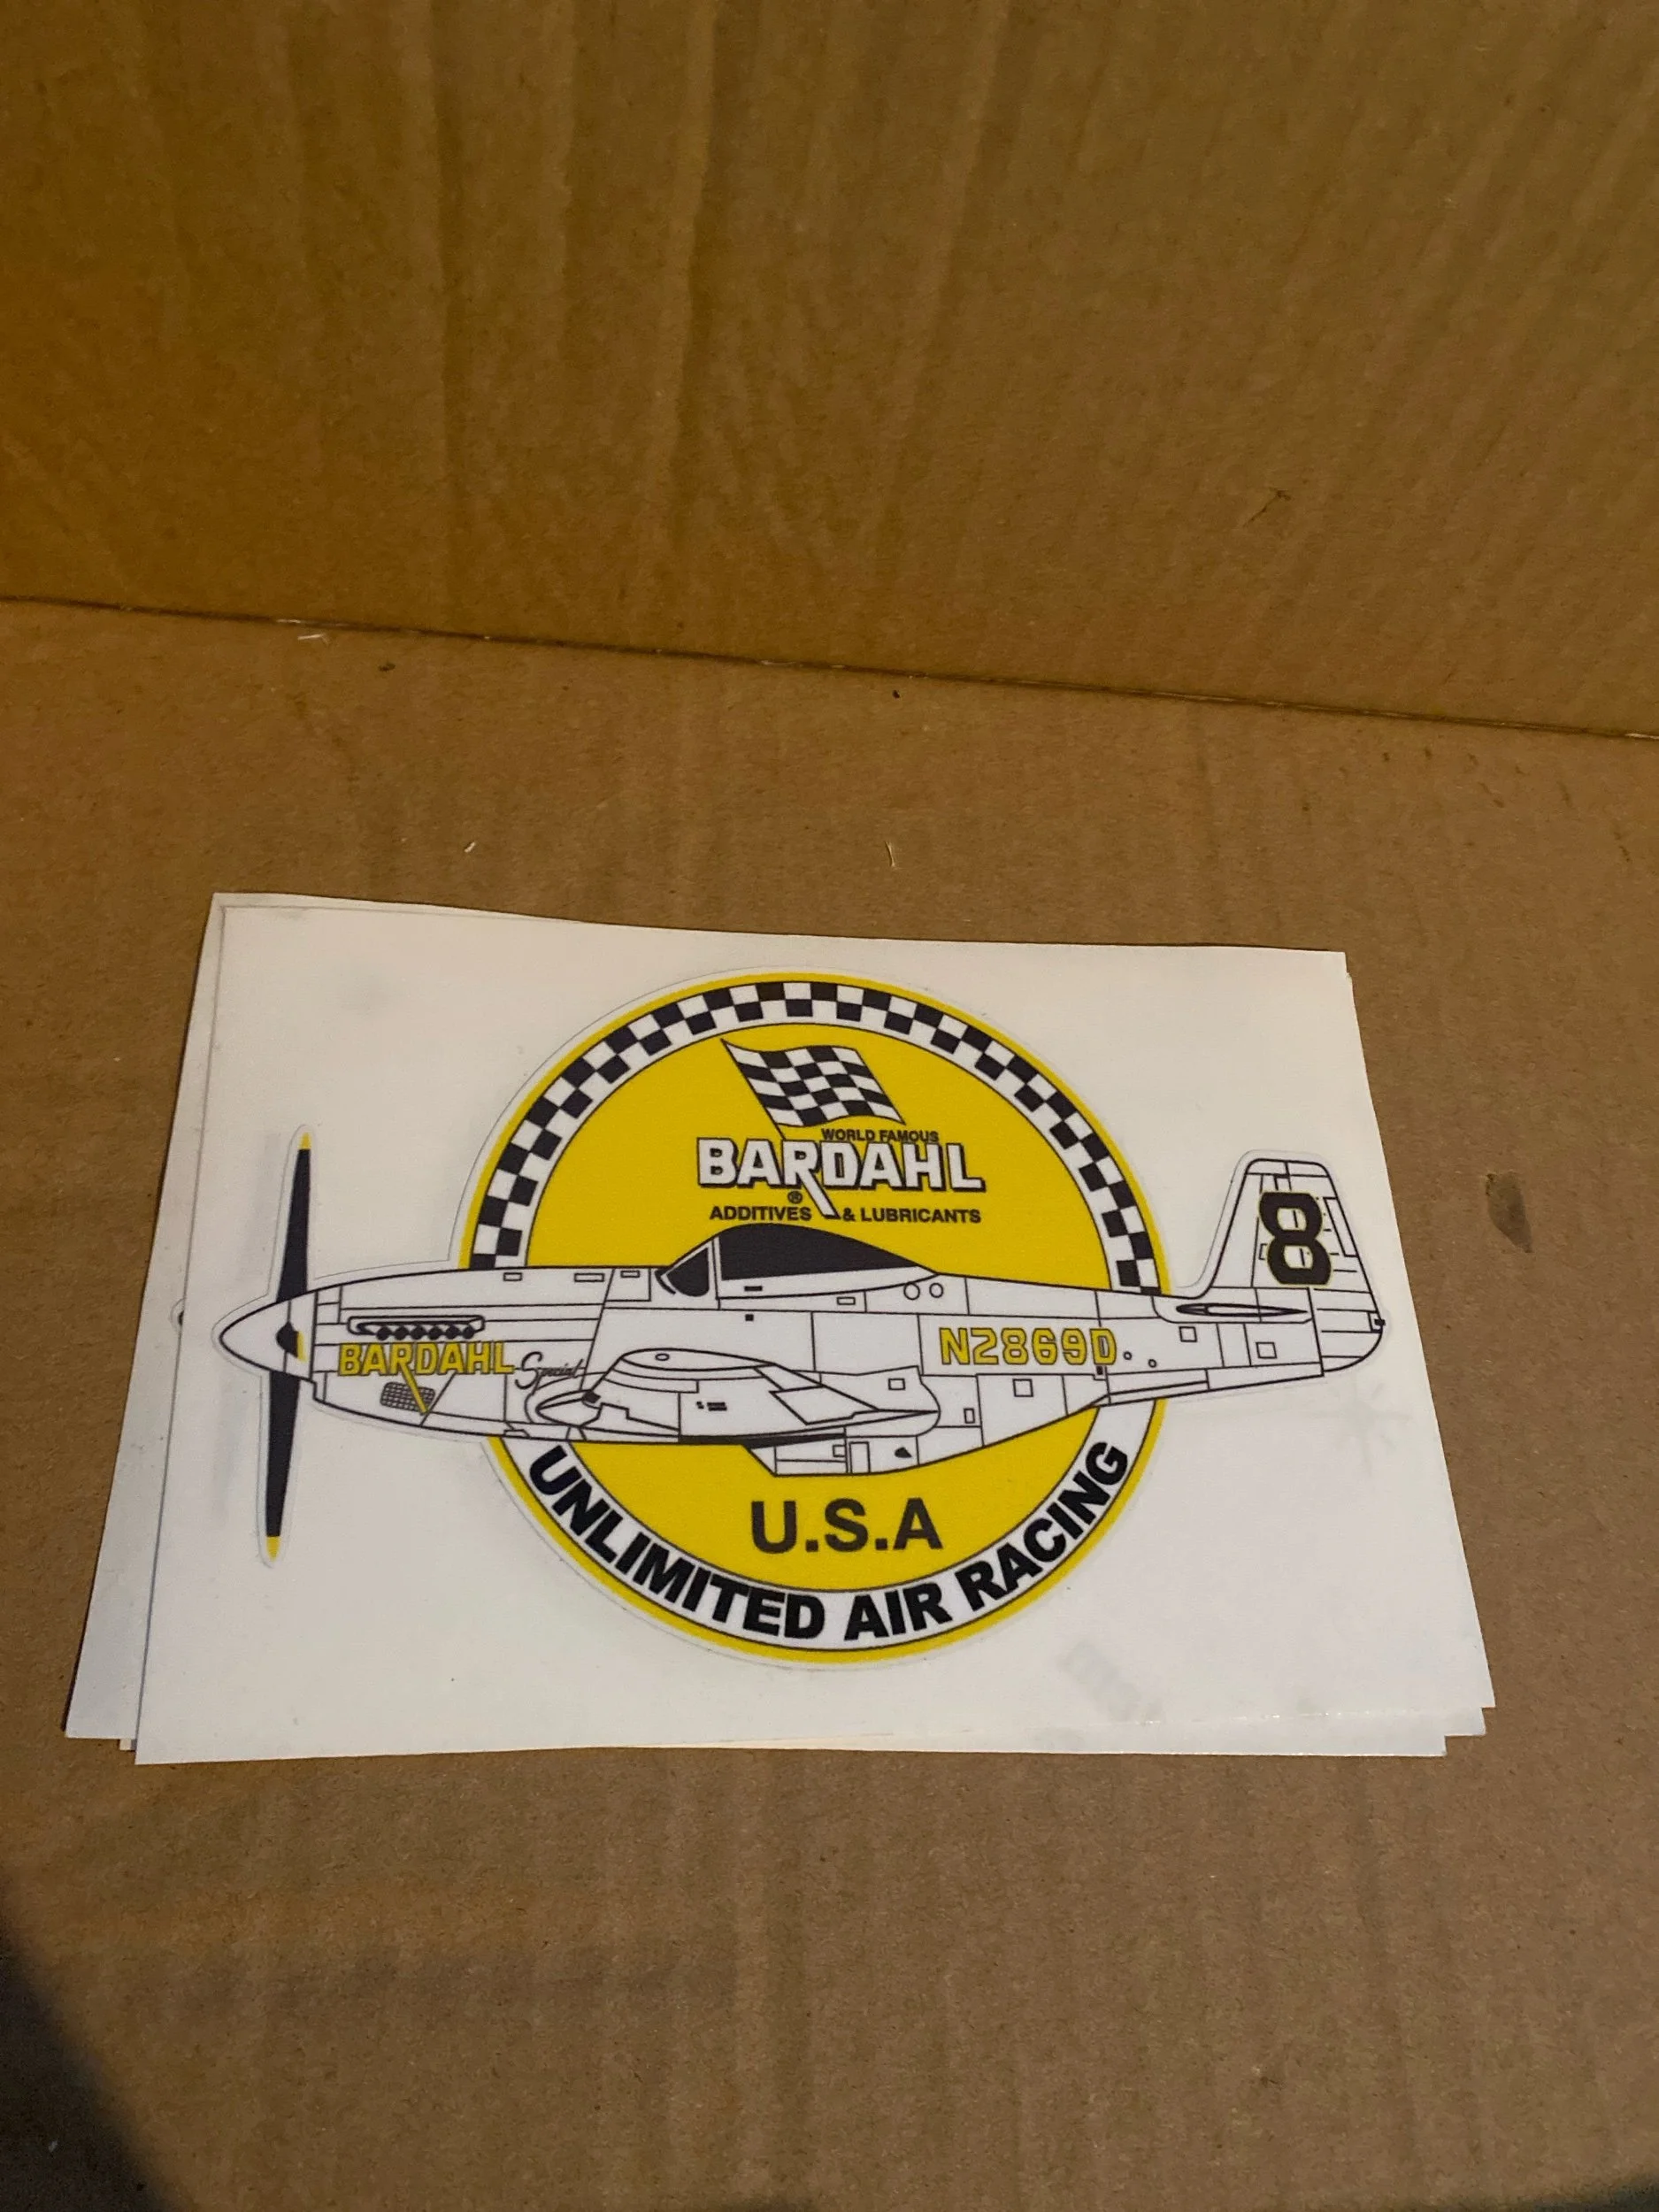 WORLD FAMOUS
BARDAHL
®
ADDITIVES & LUBRICANTS
8
N2869D
BARDAHL Special
U.S.A
UNLIMITED AIR RACING